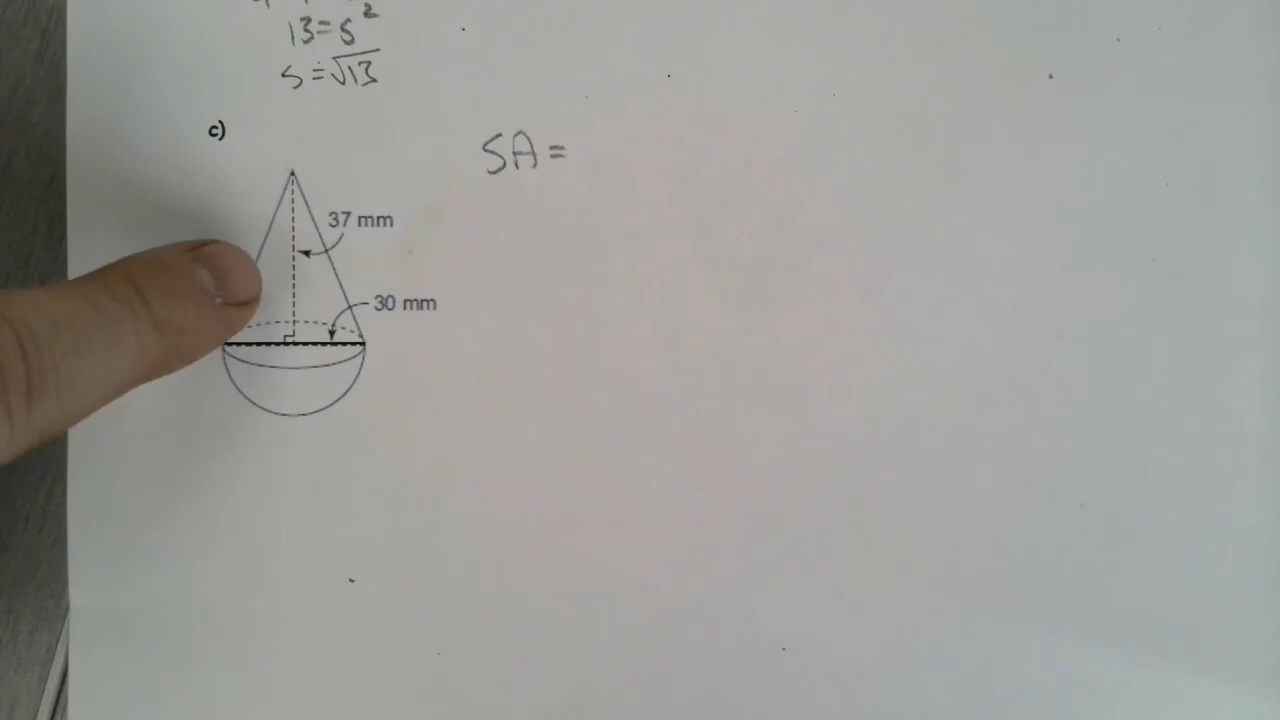 13=s²
s=√13
c)
SA=
37 mm
30 mm